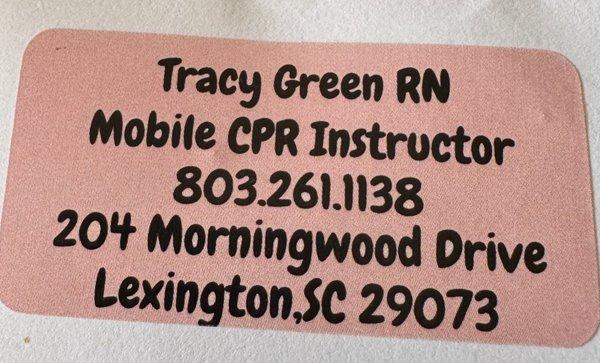 Tracy Green RN
Mobile CPR Instructor
803.261.1138
204 Morningwood Drive
Lexington,SC 29073